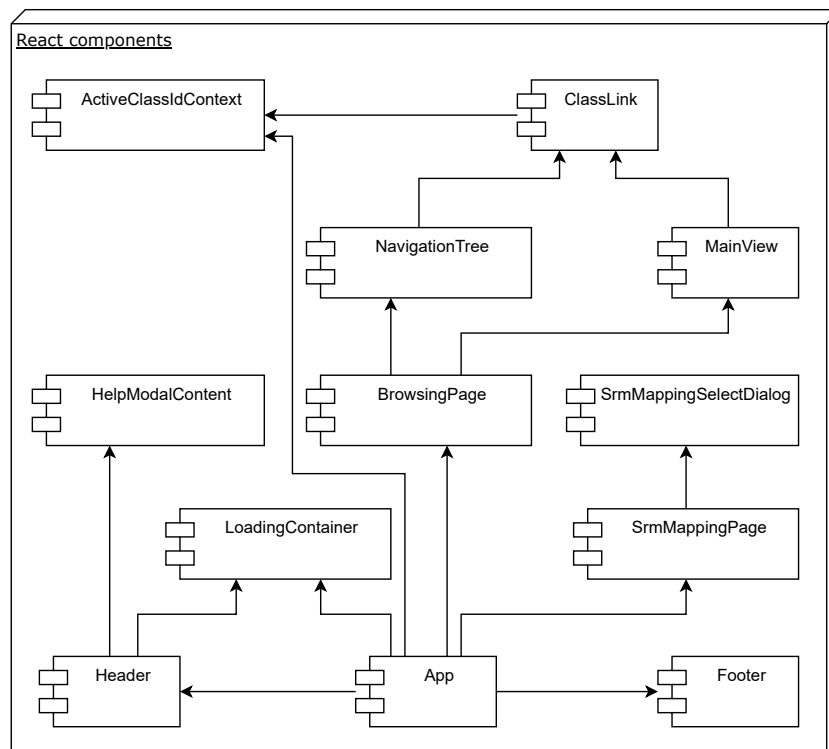 React components
ActiveClassIdContext
ClassLink
NavigationTree
MainView
HelpModalContent
BrowsingPage
SrmMappingSelectDialog
LoadingContainer
SrmMappingPage
Header
App
Footer